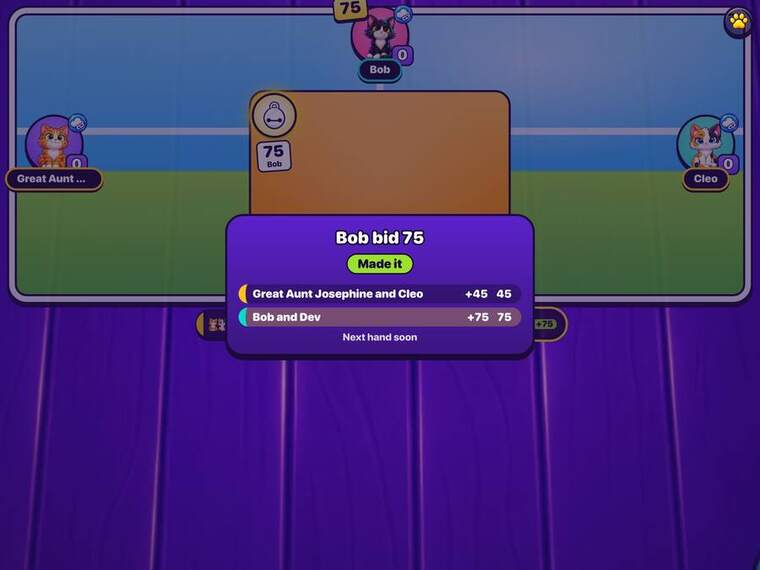 75
0
Bob
0
Great Aunt ...
0
Cleo
75
Bob
Bob bid 75
Made it
Great Aunt Josephine and Cleo +45 45
Bob and Dev +75 75
+75
Next hand soon